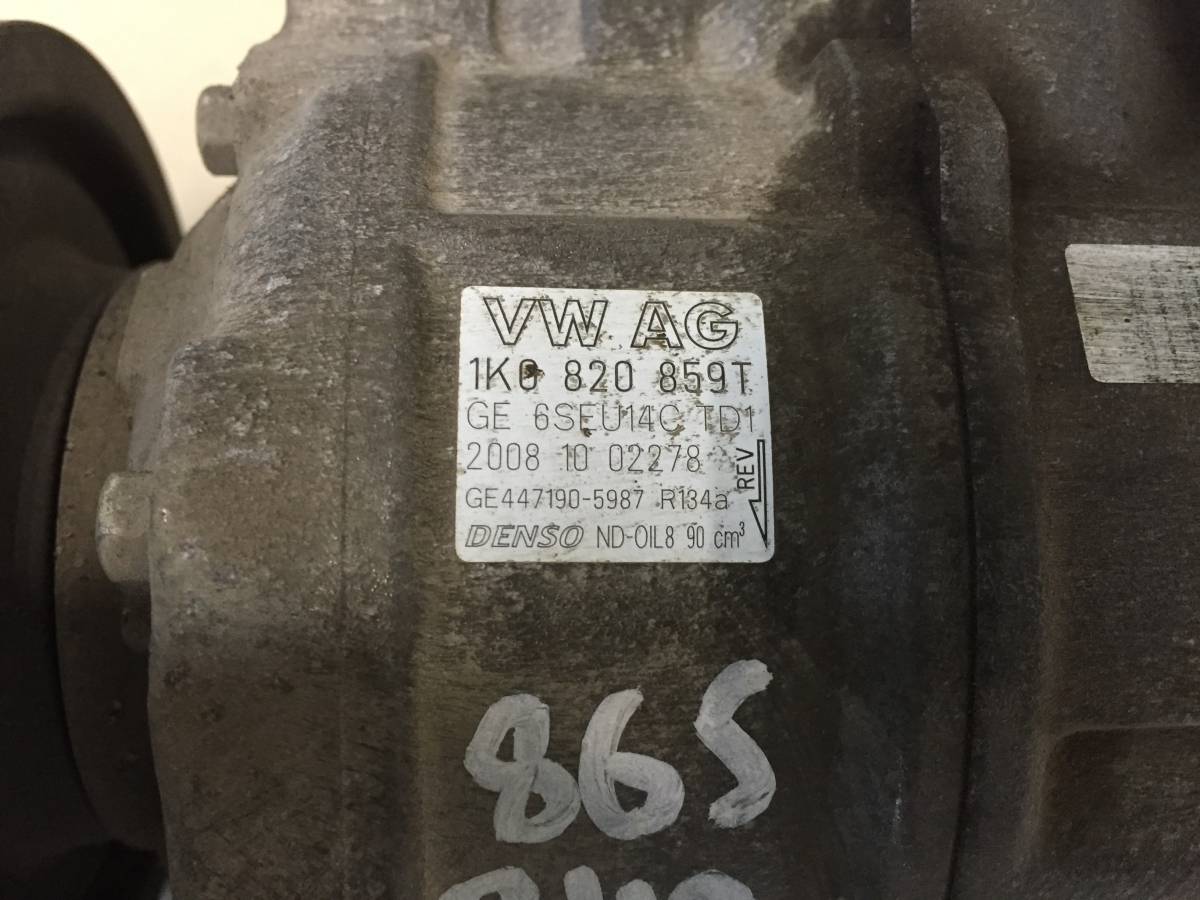 VW AG
1K0 820 859T
GE 6SEU14C TD1
2008 10 02278
REV
GE447190-5987 R134a
DENSO ND-OIL8 90 cm³
865